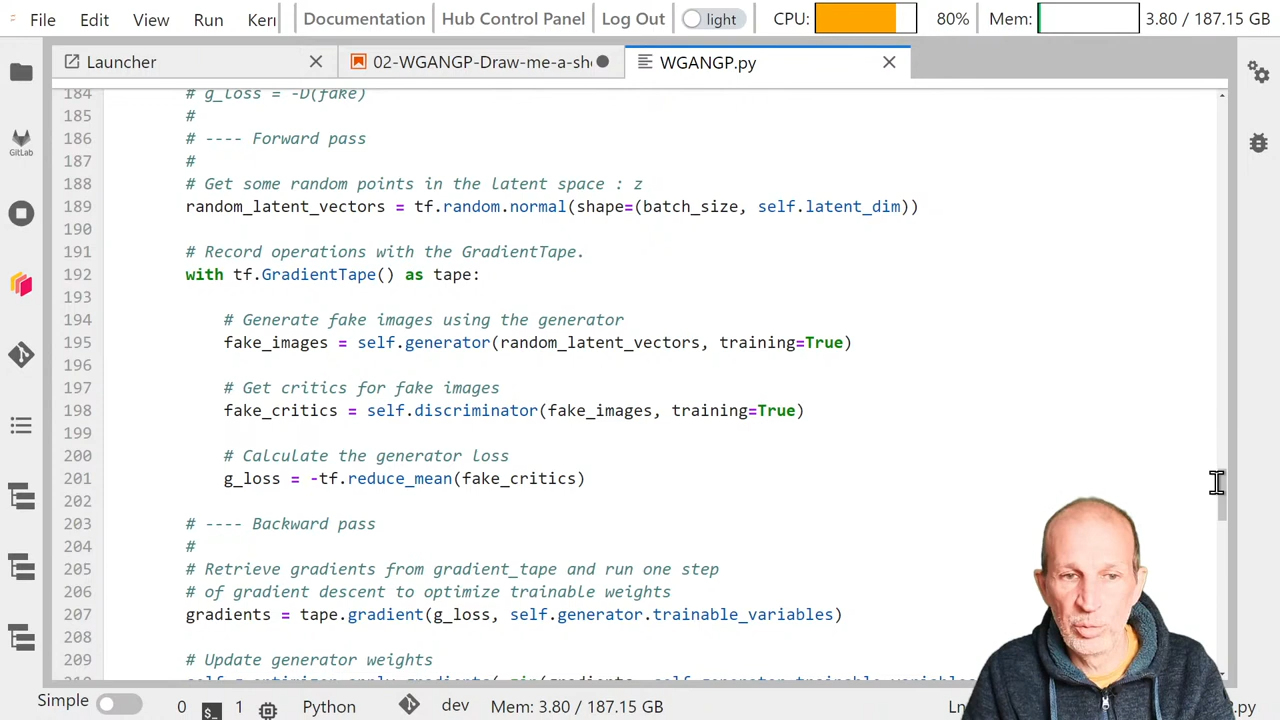 File Edit View Run Keri Documentation Hub Control Panel Log Out light CPU: 80% Mem: 3.80 / 187.15 GB
Launcher 02-WGANGP-Draw-me-a-sh WGANGP.py
184 # g_loss = -D(fake)
185 #
186 # ---- Forward pass
187 #
188 # Get some random points in the latent space : z
189 random_latent_vectors = tf.random.normal(shape=(batch_size, self.latent_dim))
190
191 # Record operations with the GradientTape.
192 with tf.GradientTape() as tape:
193
194 # Generate fake images using the generator
195 fake_images = self.generator(random_latent_vectors, training=True)
196
197 # Get critics for fake images
198 fake_critics = self.discriminator(fake_images, training=True)
199
200 # Calculate the generator loss
201 g_loss = -tf.reduce_mean(fake_critics)
202
203 # ---- Backward pass
204 #
205 # Retrieve gradients from gradient_tape and run one step
206 # of gradient descent to optimize trainable weights
207 gradients = tape.gradient(g_loss, self.generator.trainable_variables)
208
209 # Update generator weights
GitLab
Simple 0 1 Python dev Mem: 3.80 / 187.15 GB Ln .py